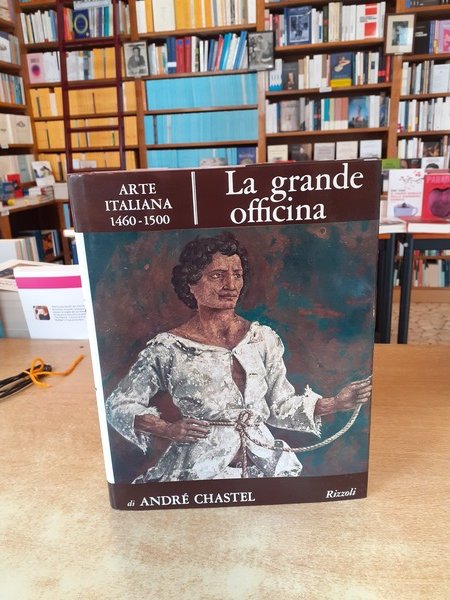 ARTE
ITALIANA
1460-1500
La grande
officina
di ANDRÉ CHASTEL
Rizzoli